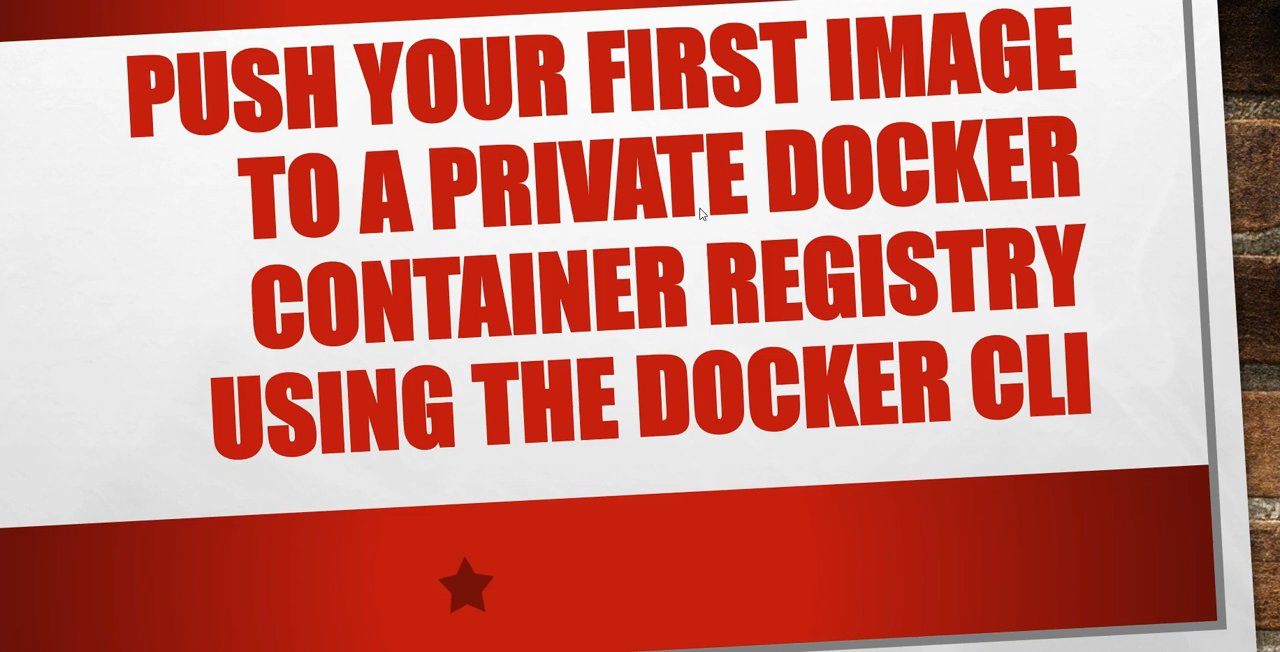 PUSH YOUR FIRST IMAGE
TO A PRIVATE DOCKER
CONTAINER REGISTRY
USING THE DOCKER CLI